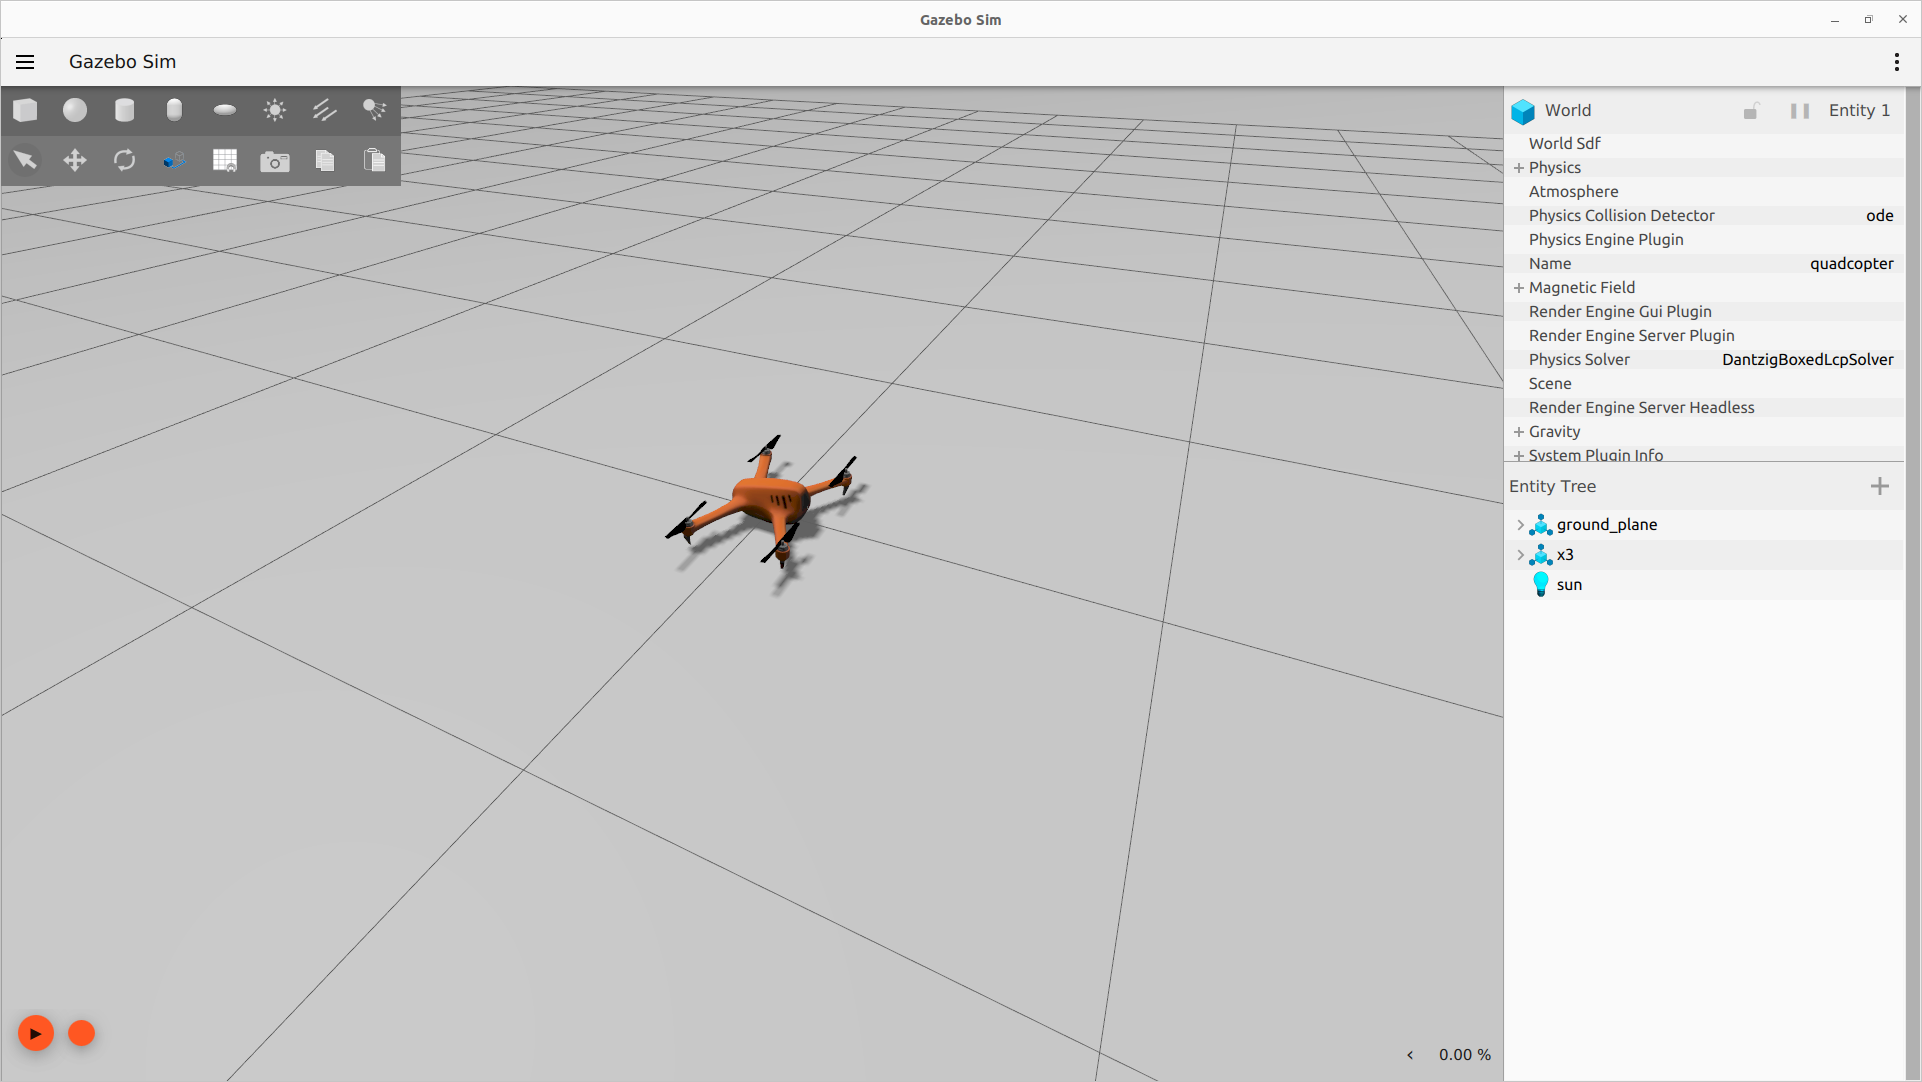 Gazebo Sim
Gazebo Sim
World
Entity 1
World Sdf
Physics
Atmosphere
Physics Collision Detector ode
Physics Engine Plugin
Name quadcopter
Magnetic Field
Render Engine Gui Plugin
Render Engine Server Plugin
Physics Solver DantzigBoxedLcpSolver
Scene
Render Engine Server Headless
Gravity
System Plugin Info
Entity Tree
ground_plane
x3
sun
0.00 %